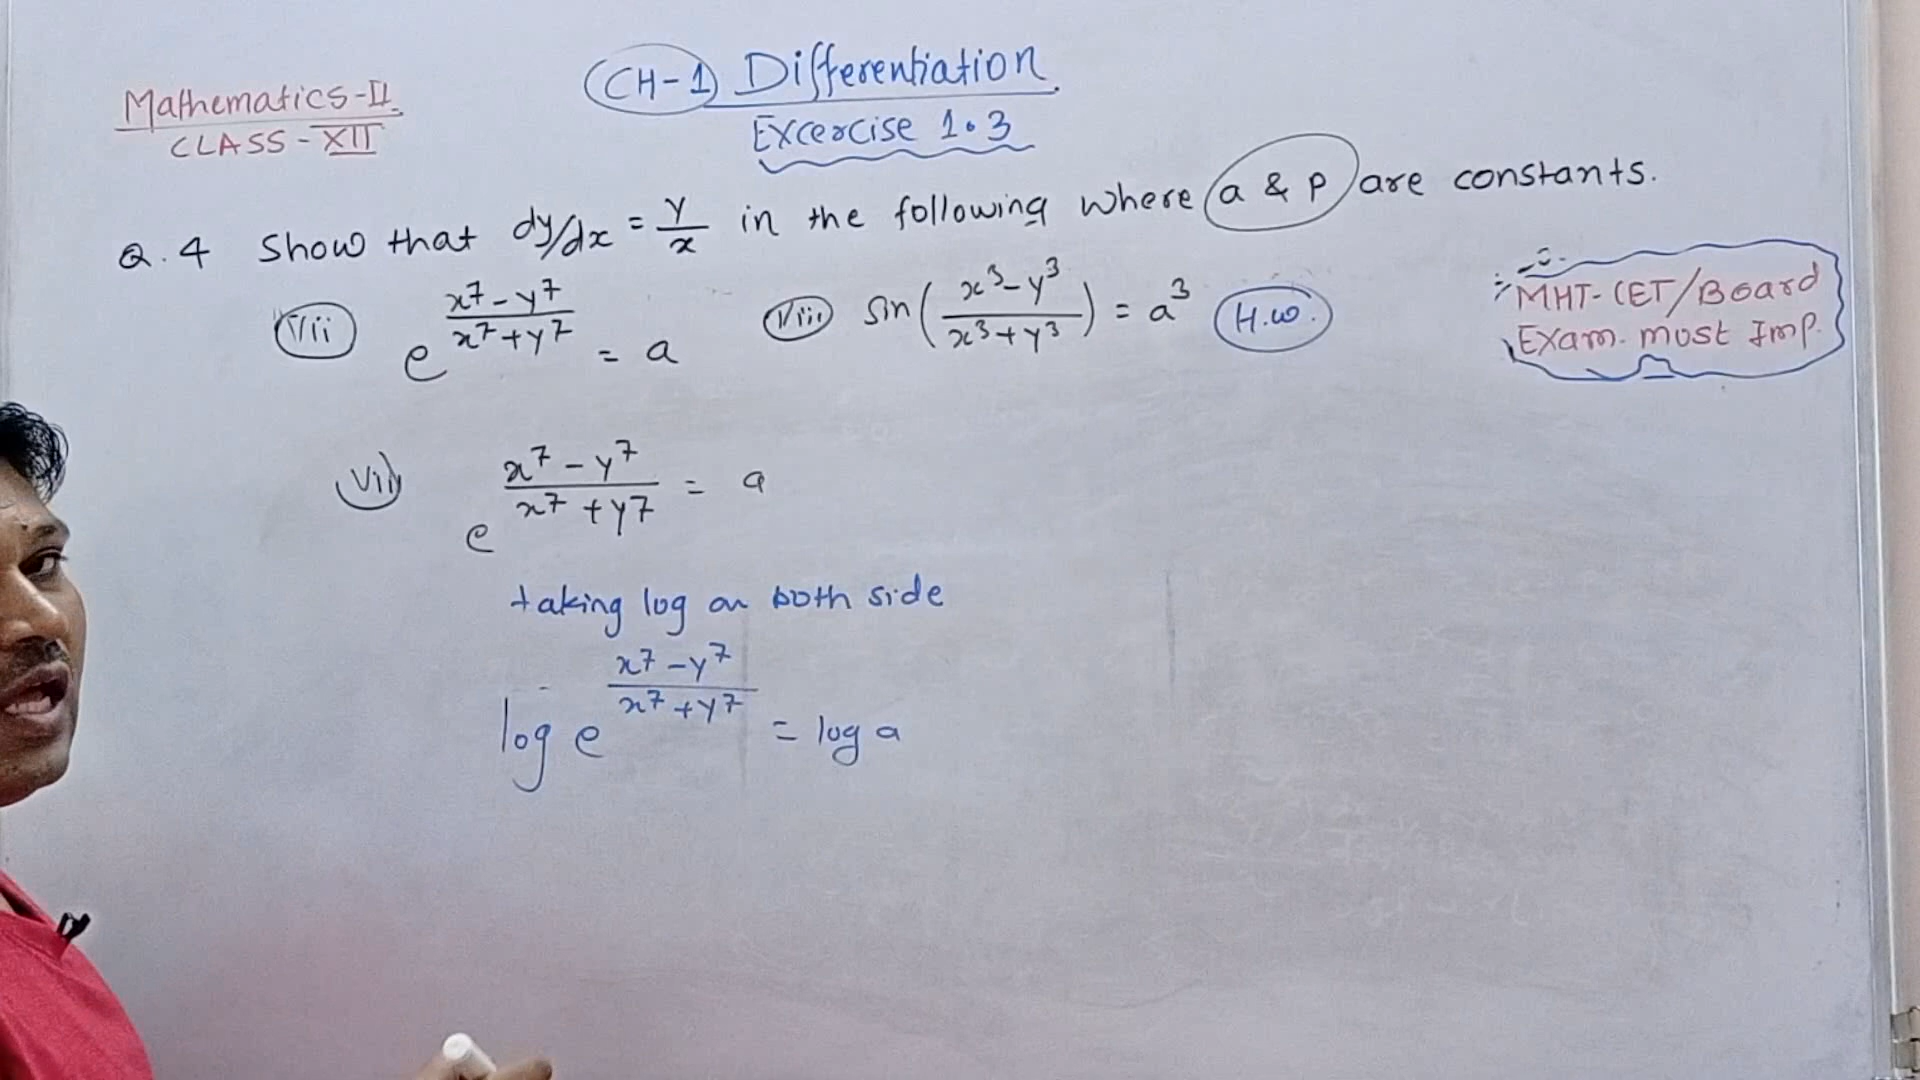 Mathematics-II
CLASS-XII
CH-1 Differentiation
Excercise 1.3
Q.4 Show that dy/dx = y/x in the following where a & p are constants.
vii) e^((x^7 - y^7)/(x^7 + y^7)) = a viii) sin((x^3 - y^3)/(x^3 + y^3)) = a^3 H.W.
MHT-CET/Board
Exam. most Imp.
vii) e^((x^7 - y^7)/(x^7 + y^7)) = a
taking log on both side
log e^((x^7 - y^7)/(x^7 + y^7)) = log a